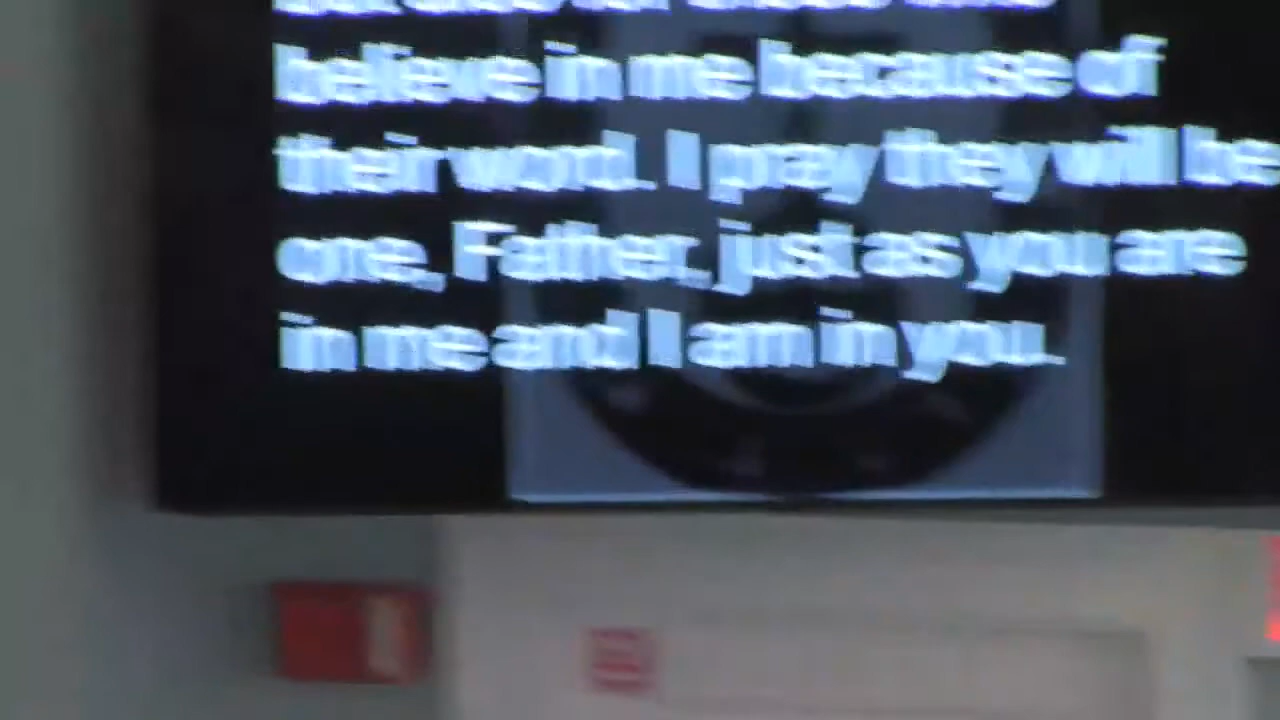 believe in me because of
their word. I pray they will be
one, Father, just as you are
in me and I am in you.